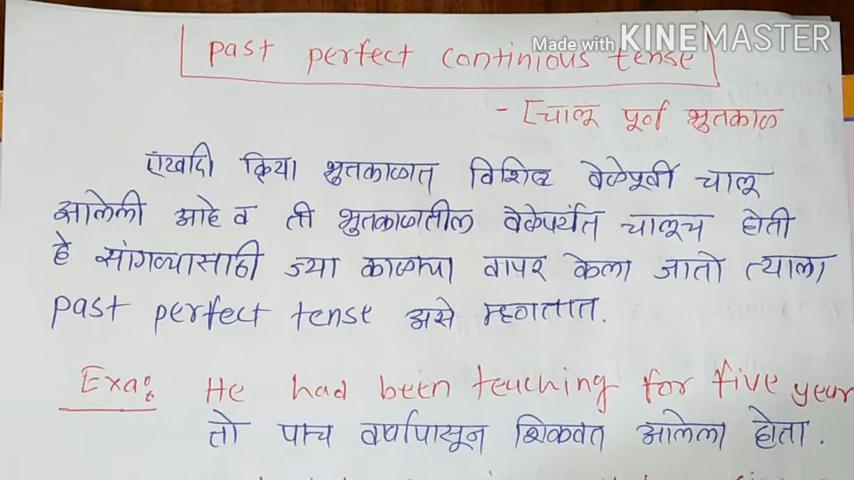 Made with KINEMASTER
past perfect continious tense
- [चालू पूर्ण भुतकाळ
एखादी क्रिया भुतकाळात विशिष्ट वेळेपूर्वी चालू
झालेली आहे व ती भुतकाळातील वेळेपर्यंत चालूच होती
हे सांगण्यासाठी ज्या काळाचा वापर केला जातो त्याला
past perfect tense असे म्हणतात.
Exa: He had been teaching for five year
तो पाच वर्षापासून शिकवत आलेला होता.